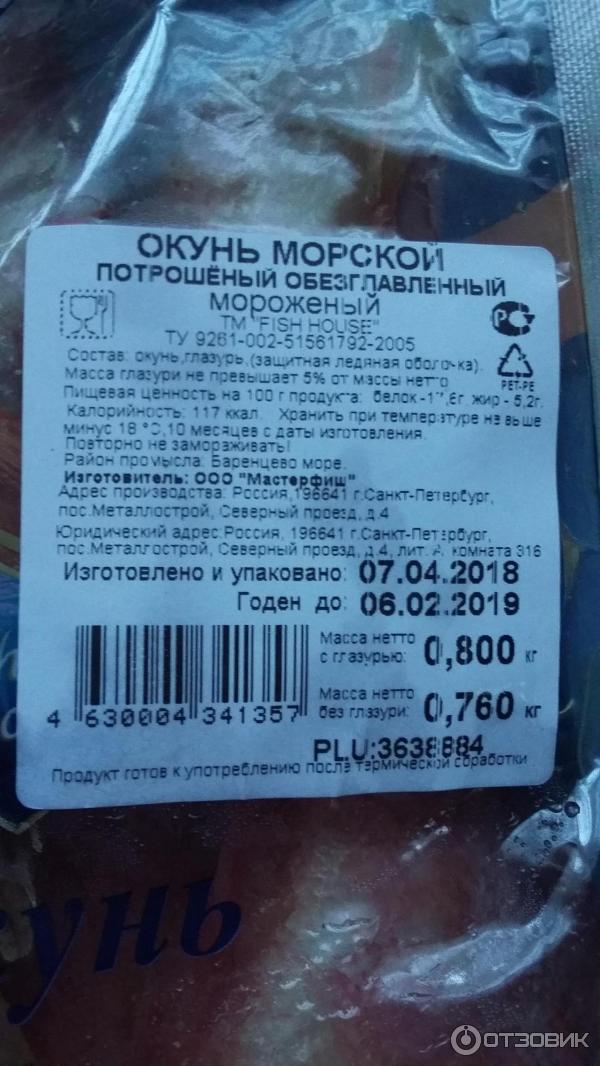 ОКУНЬ МОРСКОЙ
ПОТРОШЁНЫЙ ОБЕЗГЛАВЛЕННЫЙ
мороженый
ТМ "FISH HOUSE"
ТУ 9261-002-51561792-2005
РСТ
PET-PE
Состав: окунь,глазурь,(защитная ледяная оболочка).
Масса глазури не превышает 5% от массы нетто
Пищевая ценность на 100 г продукта: белок - жир - 5,2г.
Калорийность: 117 ккал. Хранить при температуре не выше
минус 18 °С,10 месяцев с даты изготовления.
Повторно не замораживать!
Район промысла: Баренцево море.
Изготовитель: ООО "Мастерфиш"
Адрес производства: Россия,196641 г.Санкт-Петербург,
пос.Металлострой, Северный проезд, д.4
Юридический адрес:Россия, 196641 г.Санкт-Петербург,
пос.Металлострой, Северный проезд, д.4, лит. А, комната 316
Изготовлено и упаковано: 07.04.2018
Годен до: 06.02.2019
Масса нетто с глазурью: 0,800 кг
Масса нетто без глазури: 0,760 кг
4 630004 341357
PLU:3638884
Продукт готов к употреблению после термической обработки
кунь
ОТЗОВИК